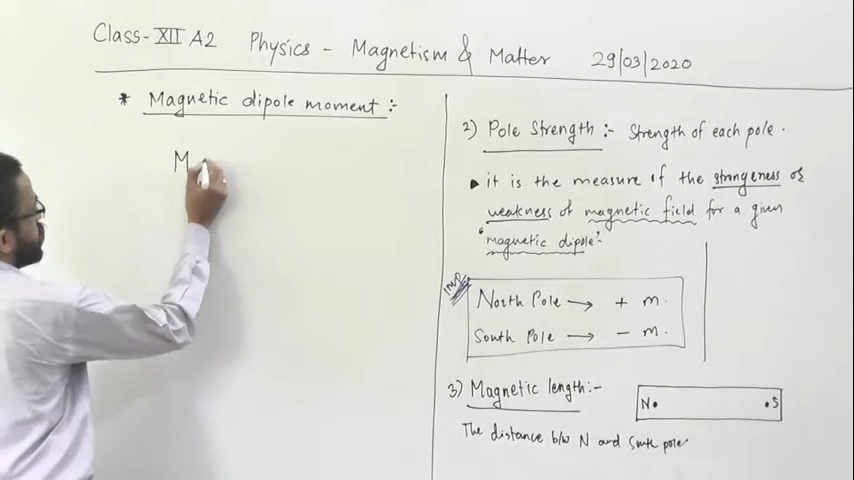 Class-XII A2 Physics - Magnetism & Matter 29/03/2020
* Magnetic dipole moment :-
M
2) Pole Strength :- Strength of each pole.
it is the measure of the strongeness or
weakness of magnetic field for a given
"magnetic dipole".
Imp.
North Pole → + m.
South Pole → - m.
3) Magnetic length :-
N. .S
The distance b/w N and South pole